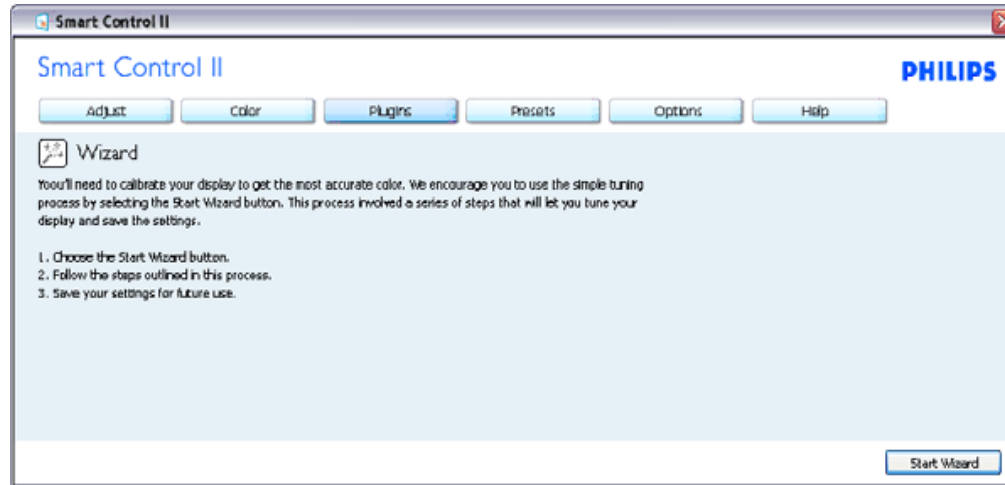 Smart Control II
Smart Control II
PHILIPS
Adjust Color Plugins Presets Options Help
Wizard
Yoou'll need to calibrate your display to get the most accurate color. We encourage you to use the simple tuning
process by selecting the Start Wizard button. This process involved a series of steps that will let you tune your
display and save the settings.
1. Choose the Start Wizard button.
2. Follow the steps outlined in this process.
3. Save your settings for future use.
Start Wizard